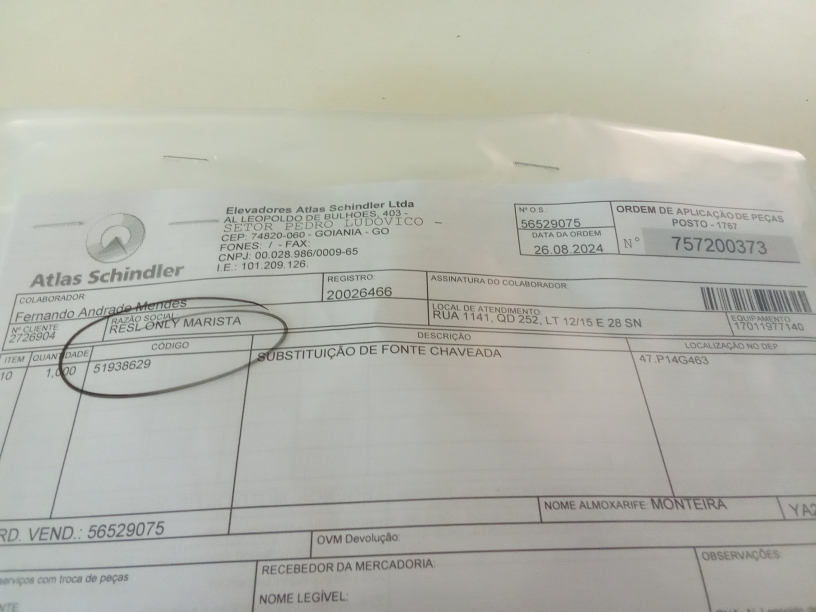 Elevadores Atlas Schindler Ltda
AL LEOPOLDO DE BULHOES, 403 -
SETOR PEDRO LUDOVICO -
CEP: 74820-060 - GOIANIA - GO
FONES: / - FAX:
CNPJ: 00.028.986/0009-65
I.E.: 101.209.126.
Atlas Schindler
Nº O.S.
56529075
DATA DA ORDEM
26.08.2024
ORDEM DE APLICAÇÃO DE PEÇAS
POSTO - 1767
N° 757200373
COLABORADOR
Fernando Andrade Mendes
REGISTRO:
20026466
ASSINATURA DO COLABORADOR:
Nº CLIENTE
2726904
RAZÃO SOCIAL
RESL ONLY MARISTA
LOCAL DE ATENDIMENTO
RUA 1141, QD 252, LT 12/15 E 28 SN
EQUIPAMENTO
17011977140
ITEM QUANTIDADE CÓDIGO DESCRIÇÃO LOCALIZAÇÃO NO DEP
10 1,000 51938629 SUBSTITUIÇÃO DE FONTE CHAVEADA 47.P14G463
NOME ALMOXARIFE MONTEIRA
RD. VEND.: 56529075
OVM Devolução:
serviços com troca de peças
RECEBEDOR DA MERCADORIA:
OBSERVAÇÕES
NOME LEGÍVEL: